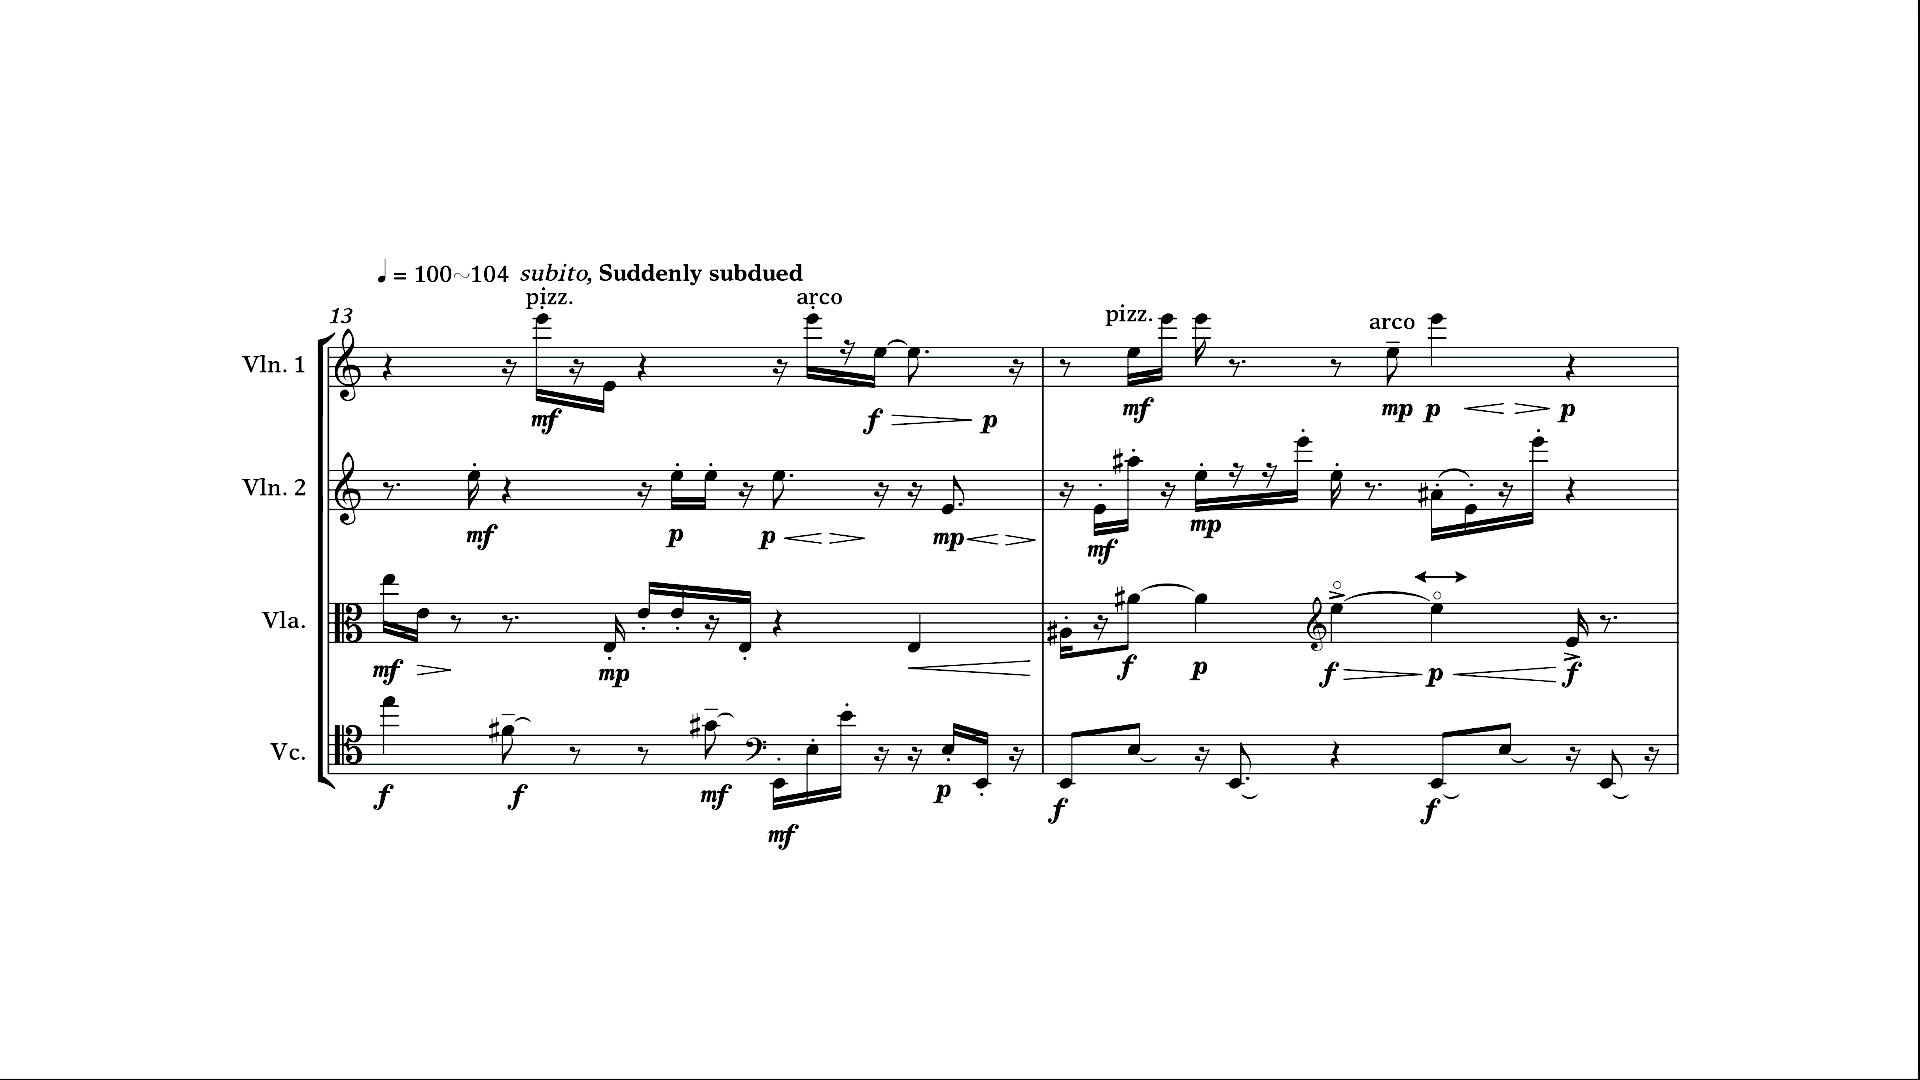 ♩ = 100~104 subito, Suddenly subdued
pizz. arco
13
pizz. arco
Vln. 1
mf f p mf mp p p
Vln. 2
mf p p mp mf mp
Vla.
mf mp f p f p f
Vc.
f f mf mf p f f